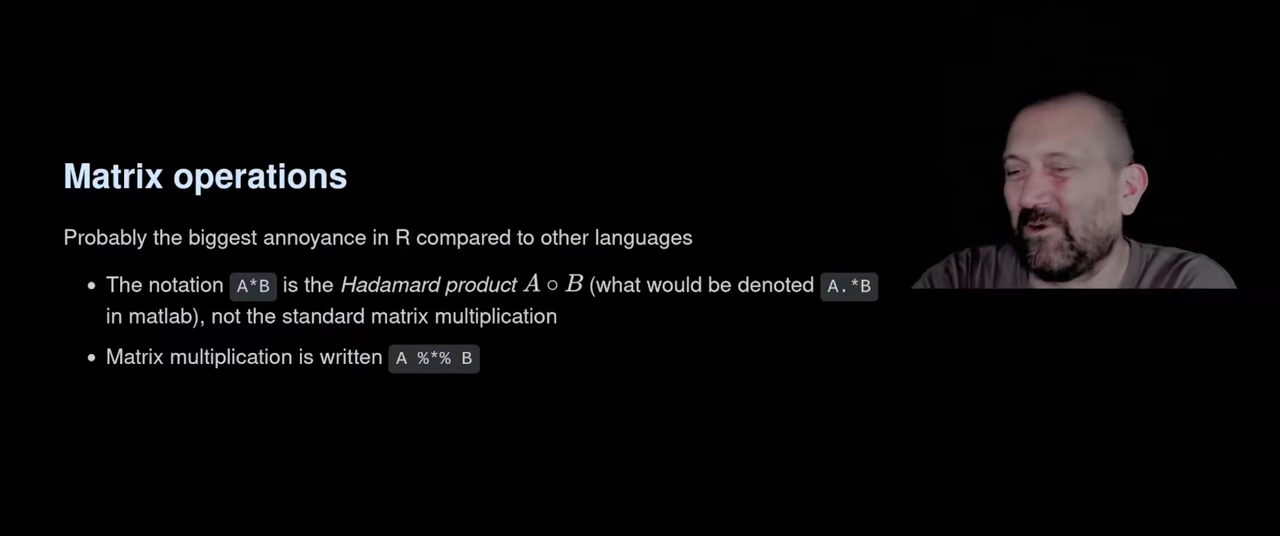 Matrix operations
Probably the biggest annoyance in R compared to other languages
• The notation A*B is the Hadamard product A ∘ B (what would be denoted A.*B
in matlab), not the standard matrix multiplication
• Matrix multiplication is written A %*% B